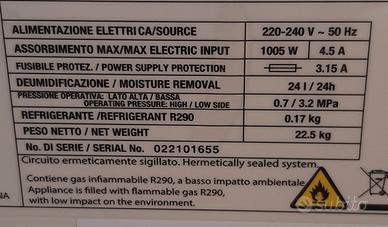 ALIMENTAZIONE ELETTRICA/SOURCE 220-240 V ~ 50 Hz
ASSORBIMENTO MAX/MAX ELECTRIC INPUT 1005 W 4.5 A
FUSIBILE PROTEZ. / POWER SUPPLY PROTECTION 3.15 A
DEUMIDIFICAZIONE / MOISTURE REMOVAL 24 l / 24h
PRESSIONE OPERATIVA: LATO ALTA / BASSA
OPERATING PRESSURE: HIGH / LOW SIDE 0.7 / 3.2 MPa
REFRIGERANTE /REFRIGERANT R290 0.17 kg
PESO NETTO / NET WEIGHT 22.5 kg
No. DI SERIE / SERIAL No. 022101655
Circuito ermeticamente sigillato. Hermetically sealed system.
Contiene gas infiammabile R290, a basso impatto ambientale.
Appliance is filled with flammable gas R290,
with low impact on the environment.
NA
subito